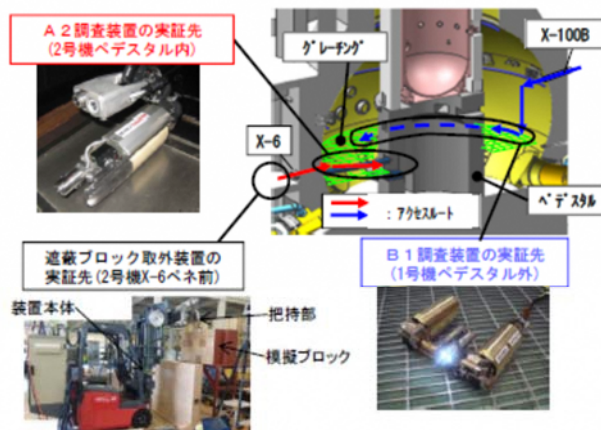 A2調査装置の実証先
(2号機ペデスタル内)
グレーチング
X-100B
X-6
: アクセスルート
ペデスタル
遮蔽ブロック取外装置の
実証先(2号機X-6ペネ前)
B1調査装置の実証先
(1号機ペデスタル外)
装置本体
把持部
模擬ブロック